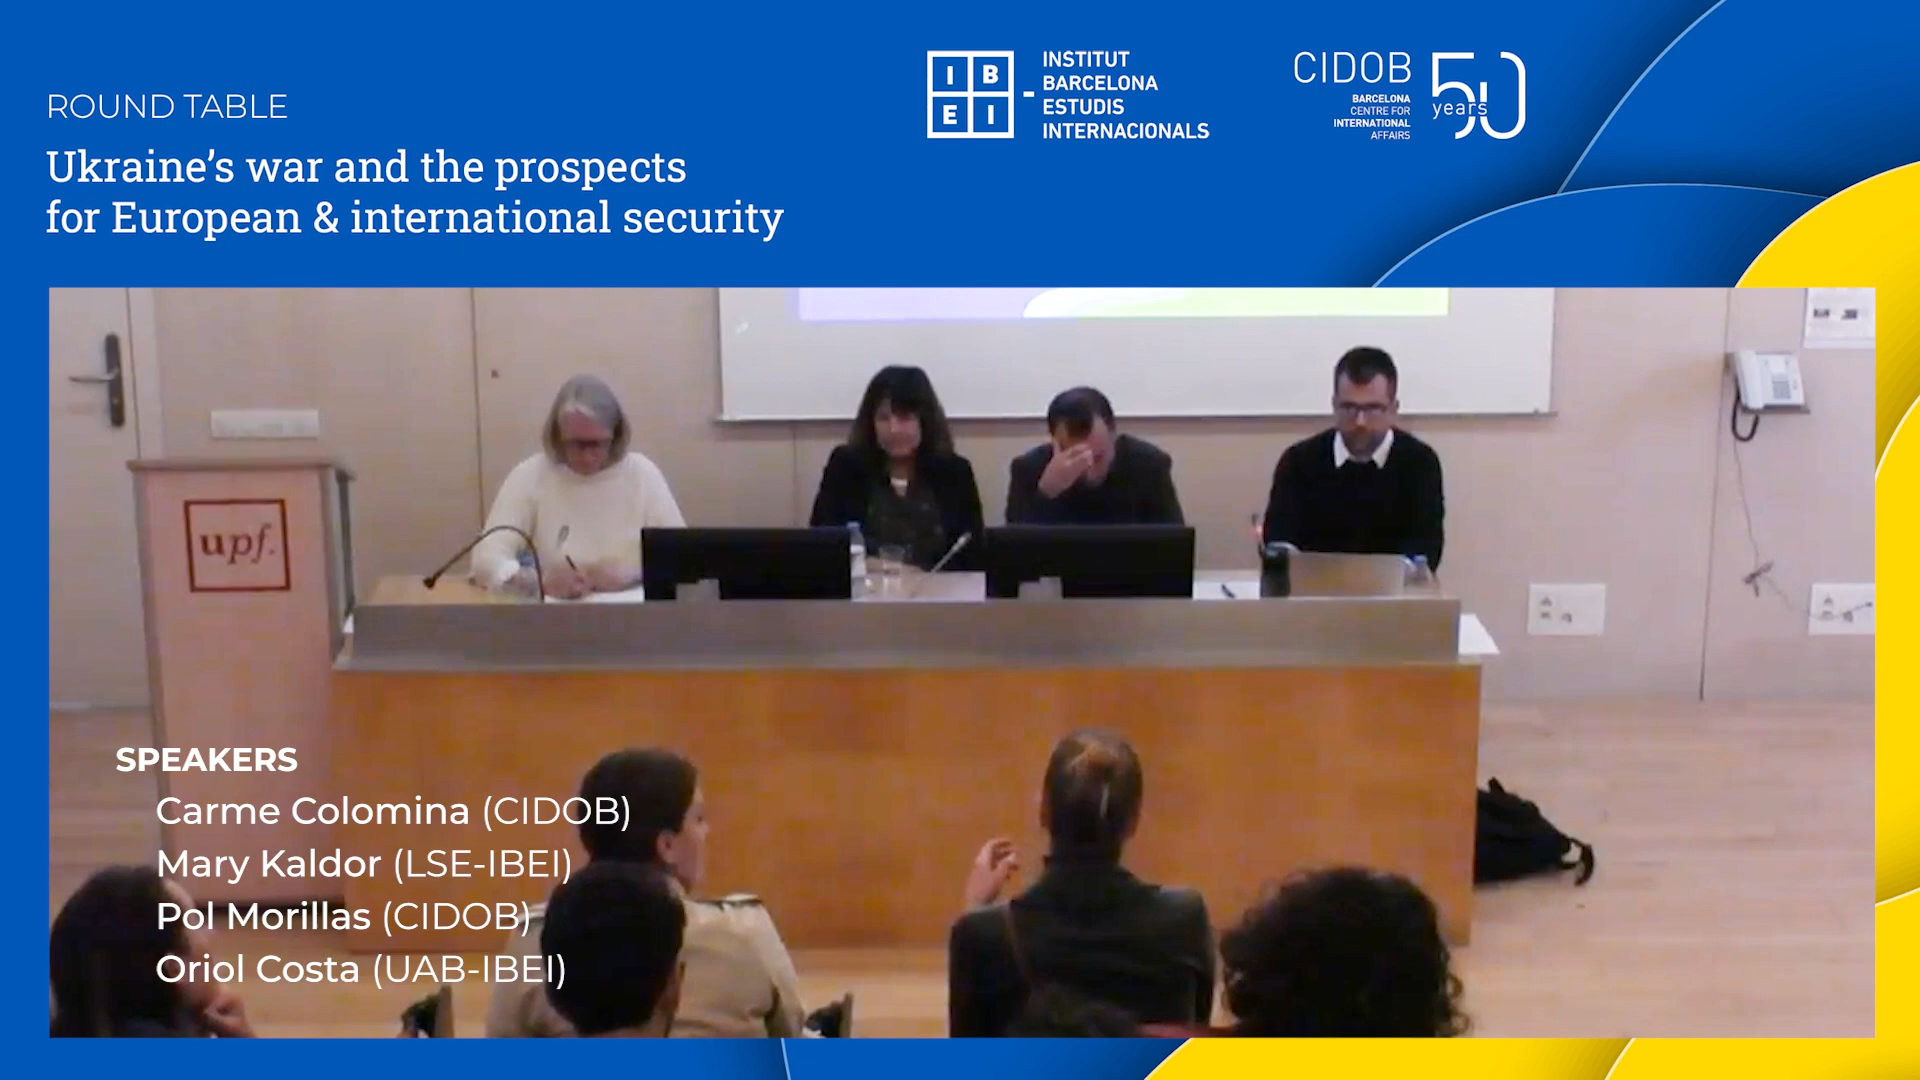 ROUND TABLE
Ukraine’s war and the prospects
for European & international security
I B
E I
INSTITUT
BARCELONA
ESTUDIS
INTERNACIONALS
CIDOB
BARCELONA
CENTRE FOR
INTERNATIONAL
AFFAIRS
50
years
upf.
SPEAKERS
Carme Colomina (CIDOB)
Mary Kaldor (LSE-IBEI)
Pol Morillas (CIDOB)
Oriol Costa (UAB-IBEI)